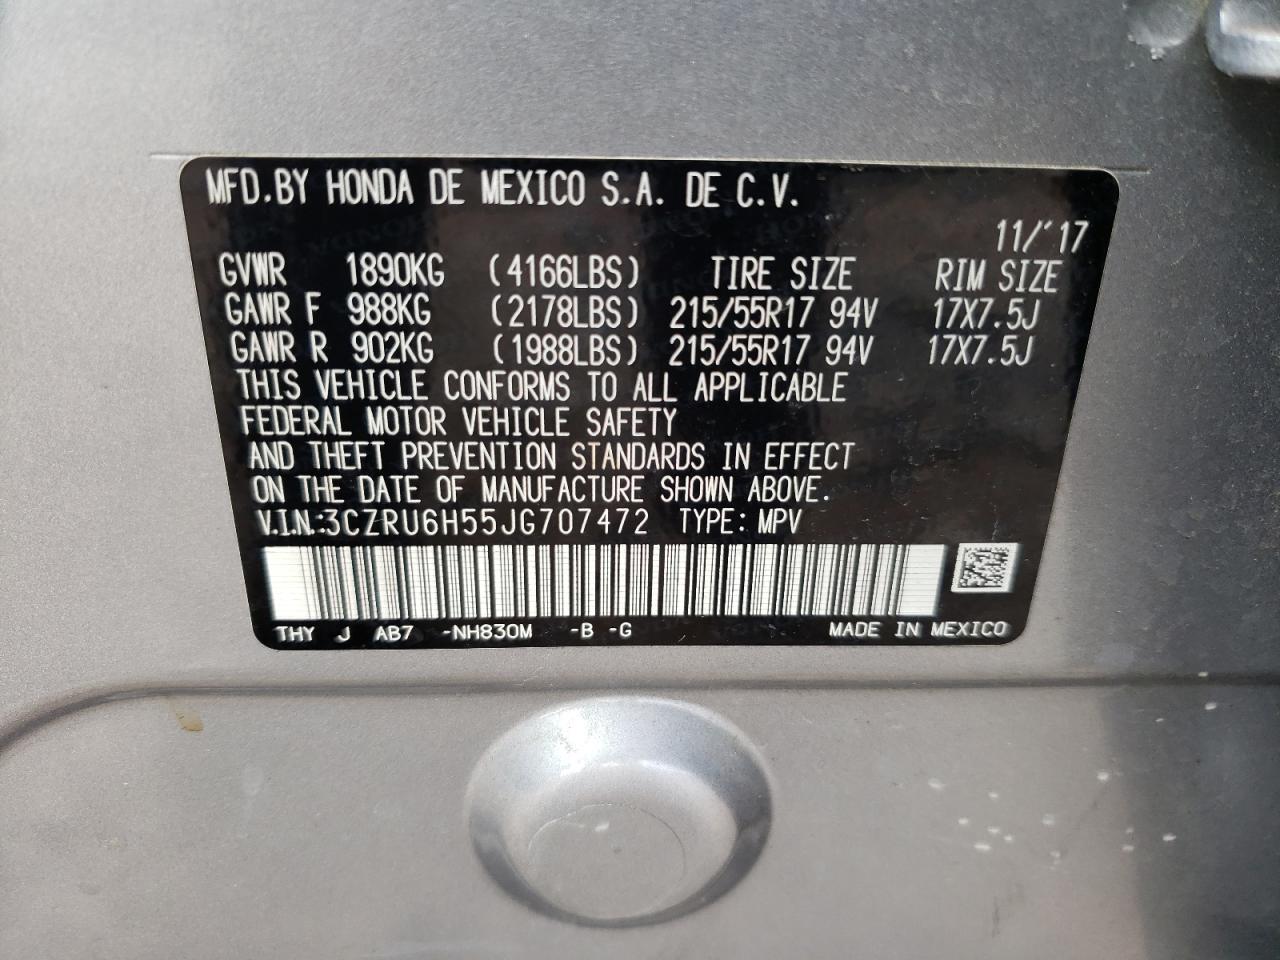 MFD.BY HONDA DE MEXICO S.A. DE C.V.
11/'17
GVWR 1890KG (4166LBS) TIRE SIZE RIM SIZE
GAWR F 988KG (2178LBS) 215/55R17 94V 17X7.5J
GAWR R 902KG (1988LBS) 215/55R17 94V 17X7.5J
THIS VEHICLE CONFORMS TO ALL APPLICABLE
FEDERAL MOTOR VEHICLE SAFETY
AND THEFT PREVENTION STANDARDS IN EFFECT
ON THE DATE OF MANUFACTURE SHOWN ABOVE.
V.I.N.:3CZRU6H55JG707472 TYPE: MPV
THY J AB7 -NH830M -B -G MADE IN MEXICO